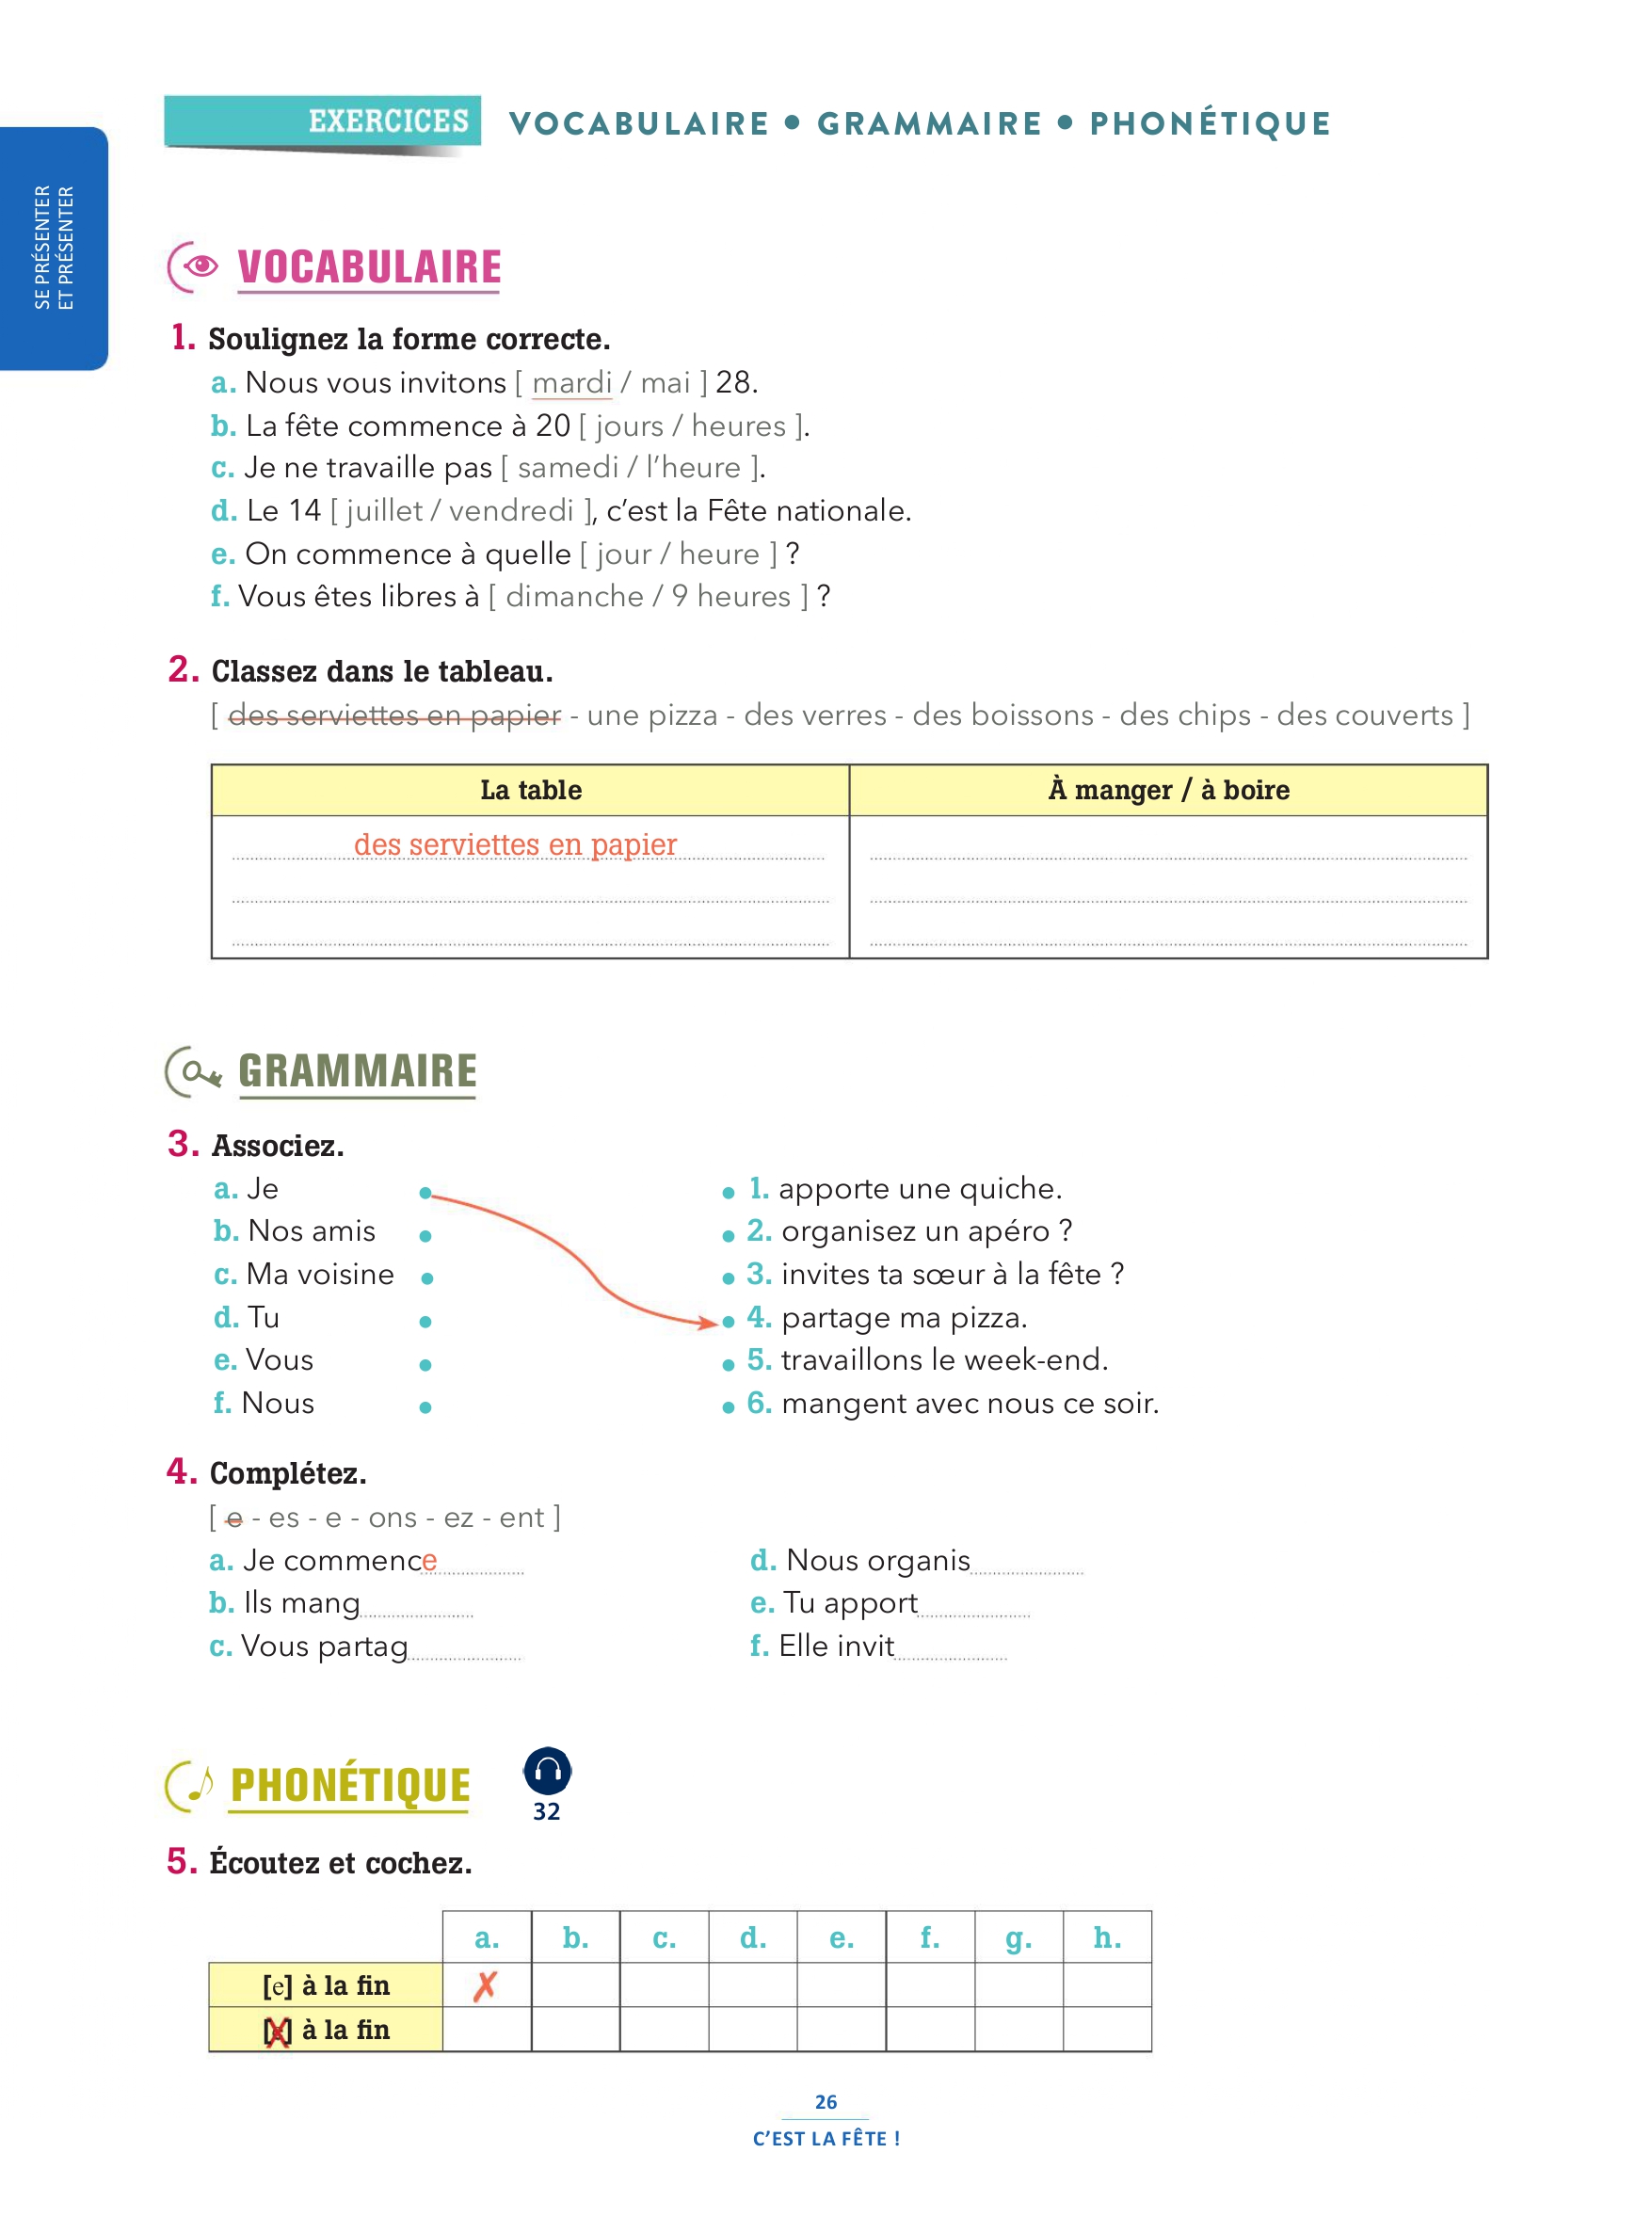 EXERCICES VOCABULAIRE • GRAMMAIRE • PHONÉTIQUE
SE PRÉSENTER
ET PRÉSENTER
VOCABULAIRE
1. Soulignez la forme correcte.
a. Nous vous invitons [ mardi / mai ] 28.
b. La fête commence à 20 [ jours / heures ].
c. Je ne travaille pas [ samedi / l'heure ].
d. Le 14 [ juillet / vendredi ], c'est la Fête nationale.
e. On commence à quelle [ jour / heure ] ?
f. Vous êtes libres à [ dimanche / 9 heures ] ?
2. Classez dans le tableau.
[ des serviettes en papier - une pizza - des verres - des boissons - des chips - des couverts ]
La table À manger / à boire
des serviettes en papier
GRAMMAIRE
3. Associez.
a. Je • • 1. apporte une quiche.
b. Nos amis • • 2. organisez un apéro ?
c. Ma voisine • • 3. invites ta sœur à la fête ?
d. Tu • • 4. partage ma pizza.
e. Vous • • 5. travaillons le week-end.
f. Nous • • 6. mangent avec nous ce soir.
4. Complétez.
[ e - es - e - ons - ez - ent ]
a. Je commence d. Nous organis
b. Ils mang e. Tu apport
c. Vous partag f. Elle invit
PHONÉTIQUE
32
5. Écoutez et cochez.
a. b. c. d. e. f. g. h.
[e] à la fin ✗
[e] à la fin
26
C'EST LA FÊTE !